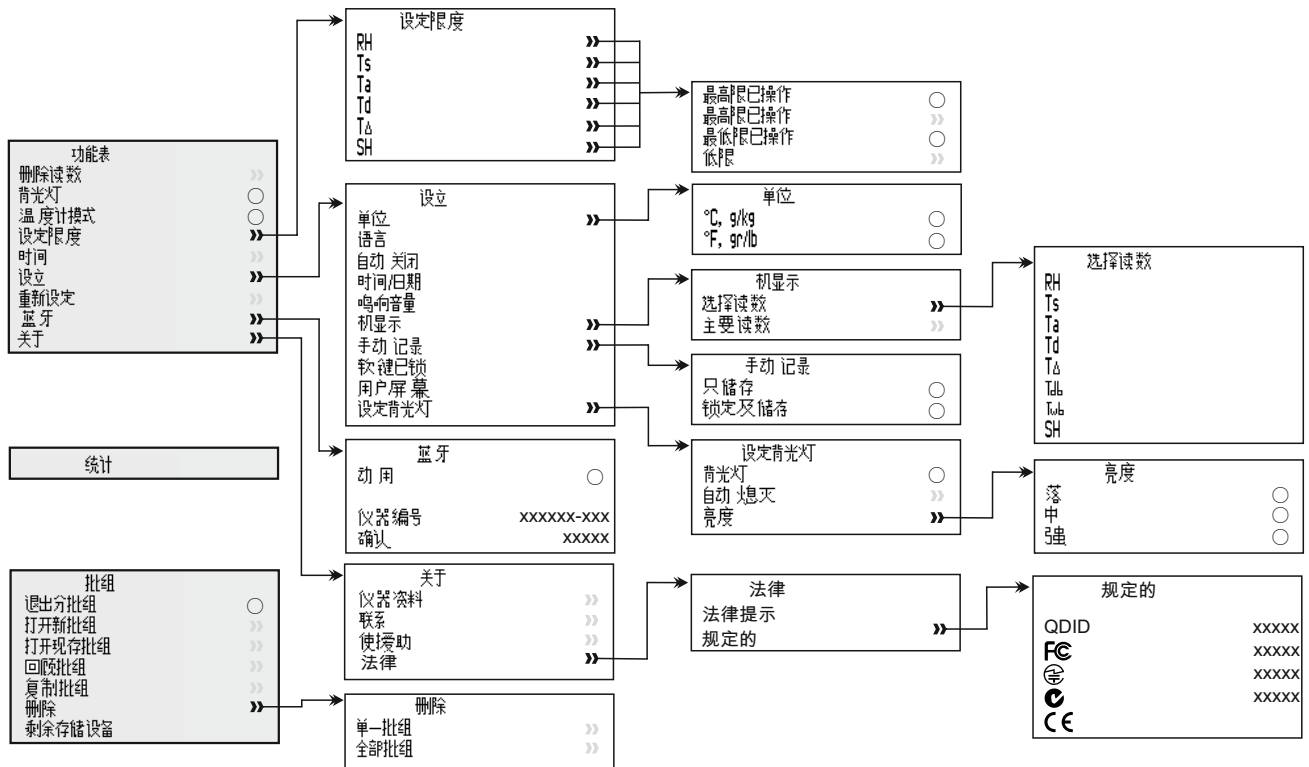 功能表
删除读数
背光灯
温度计模式
设定限度
时间
设立
重新设定
蓝牙
关于
统计
批组
退出分批组
打开新批组
打开现存批组
回顾批组
复制批组
删除
剩余存储设备
设定限度
RH
Ts
Ta
Td
T∆
SH
设立
单位
语言
自动 关闭
时间/日期
鸣响音量
机显示
手动 记录
软键已锁
用户屏幕
设定背光灯
蓝牙
动用
仪器编号 xxxxxx-xxx
确认 xxxxx
关于
仪器资料
联系
使援助
法律
删除
单一批组
全部批组
最高限已操作
最高限已操作
最低限已操作
低限
单位
°C, g/kg
°F, gr/lb
机显示
选择读数
主要读数
手动 记录
只储存
锁定及储存
设定背光灯
背光灯
自动 熄灭
亮度
法律
法律提示
规定的
选择读数
RH
Ts
Ta
Td
T∆
Tdb
Twb
SH
亮度
落
中
强
规定的
QDID xxxxx
FC xxxxx
xxxxx
xxxxx
CE